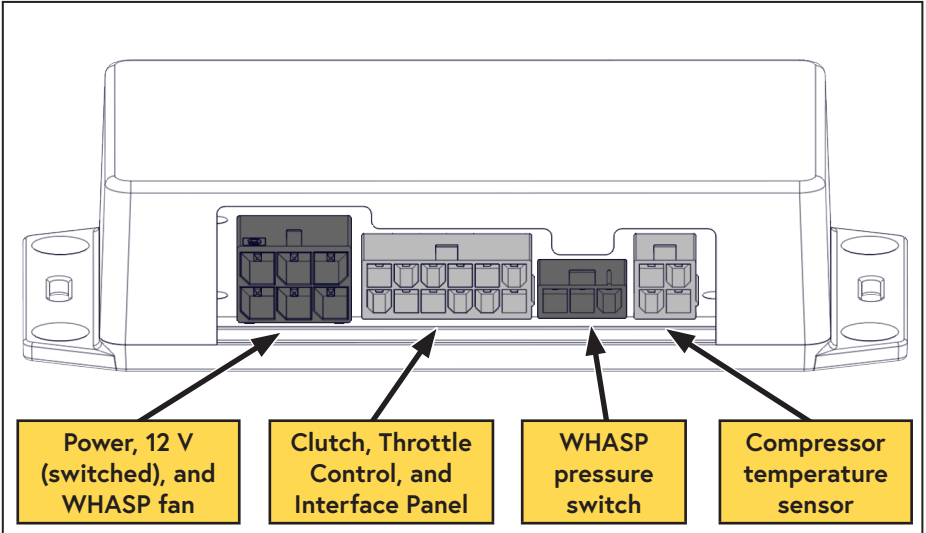 Power, 12 V
(switched), and
WHASP fan
Clutch, Throttle
Control, and
Interface Panel
WHASP
pressure
switch
Compressor
temperature
sensor